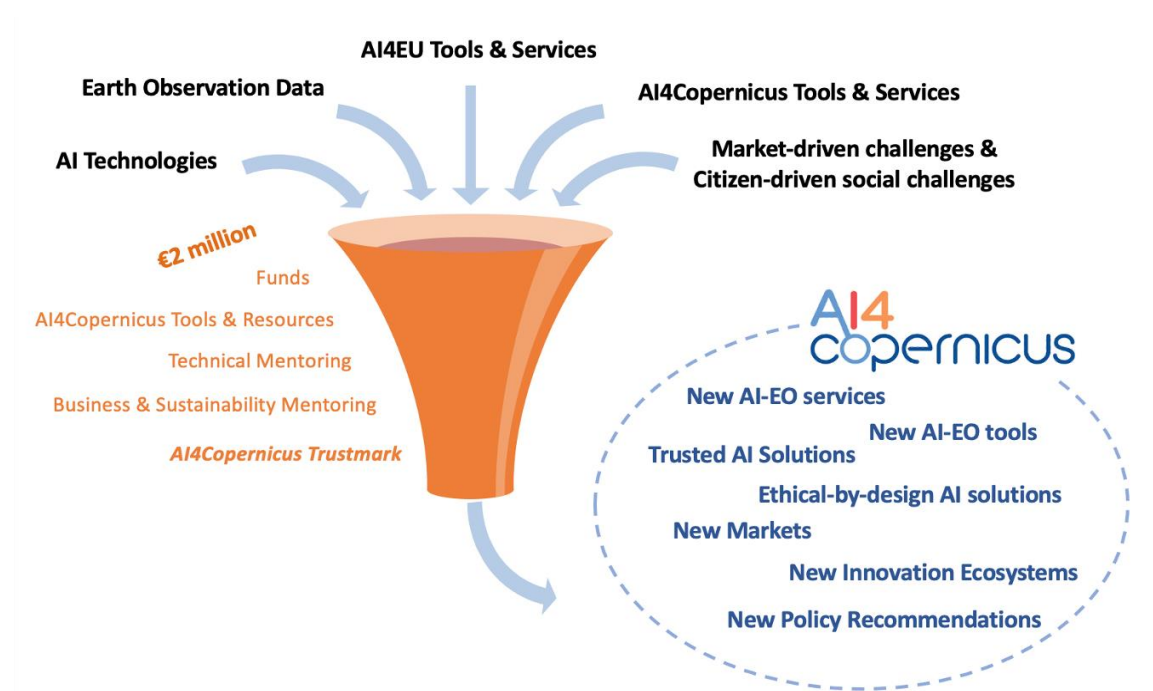 AI4EU Tools & Services
Earth Observation Data
AI4Copernicus Tools & Services
AI Technologies
Market-driven challenges &
Citizen-driven social challenges
€2 million
Funds
AI4Copernicus Tools & Resources
Technical Mentoring
Business & Sustainability Mentoring
AI4Copernicus Trustmark
AI4
copernicus
New AI-EO services
New AI-EO tools
Trusted AI Solutions
Ethical-by-design AI solutions
New Markets
New Innovation Ecosystems
New Policy Recommendations